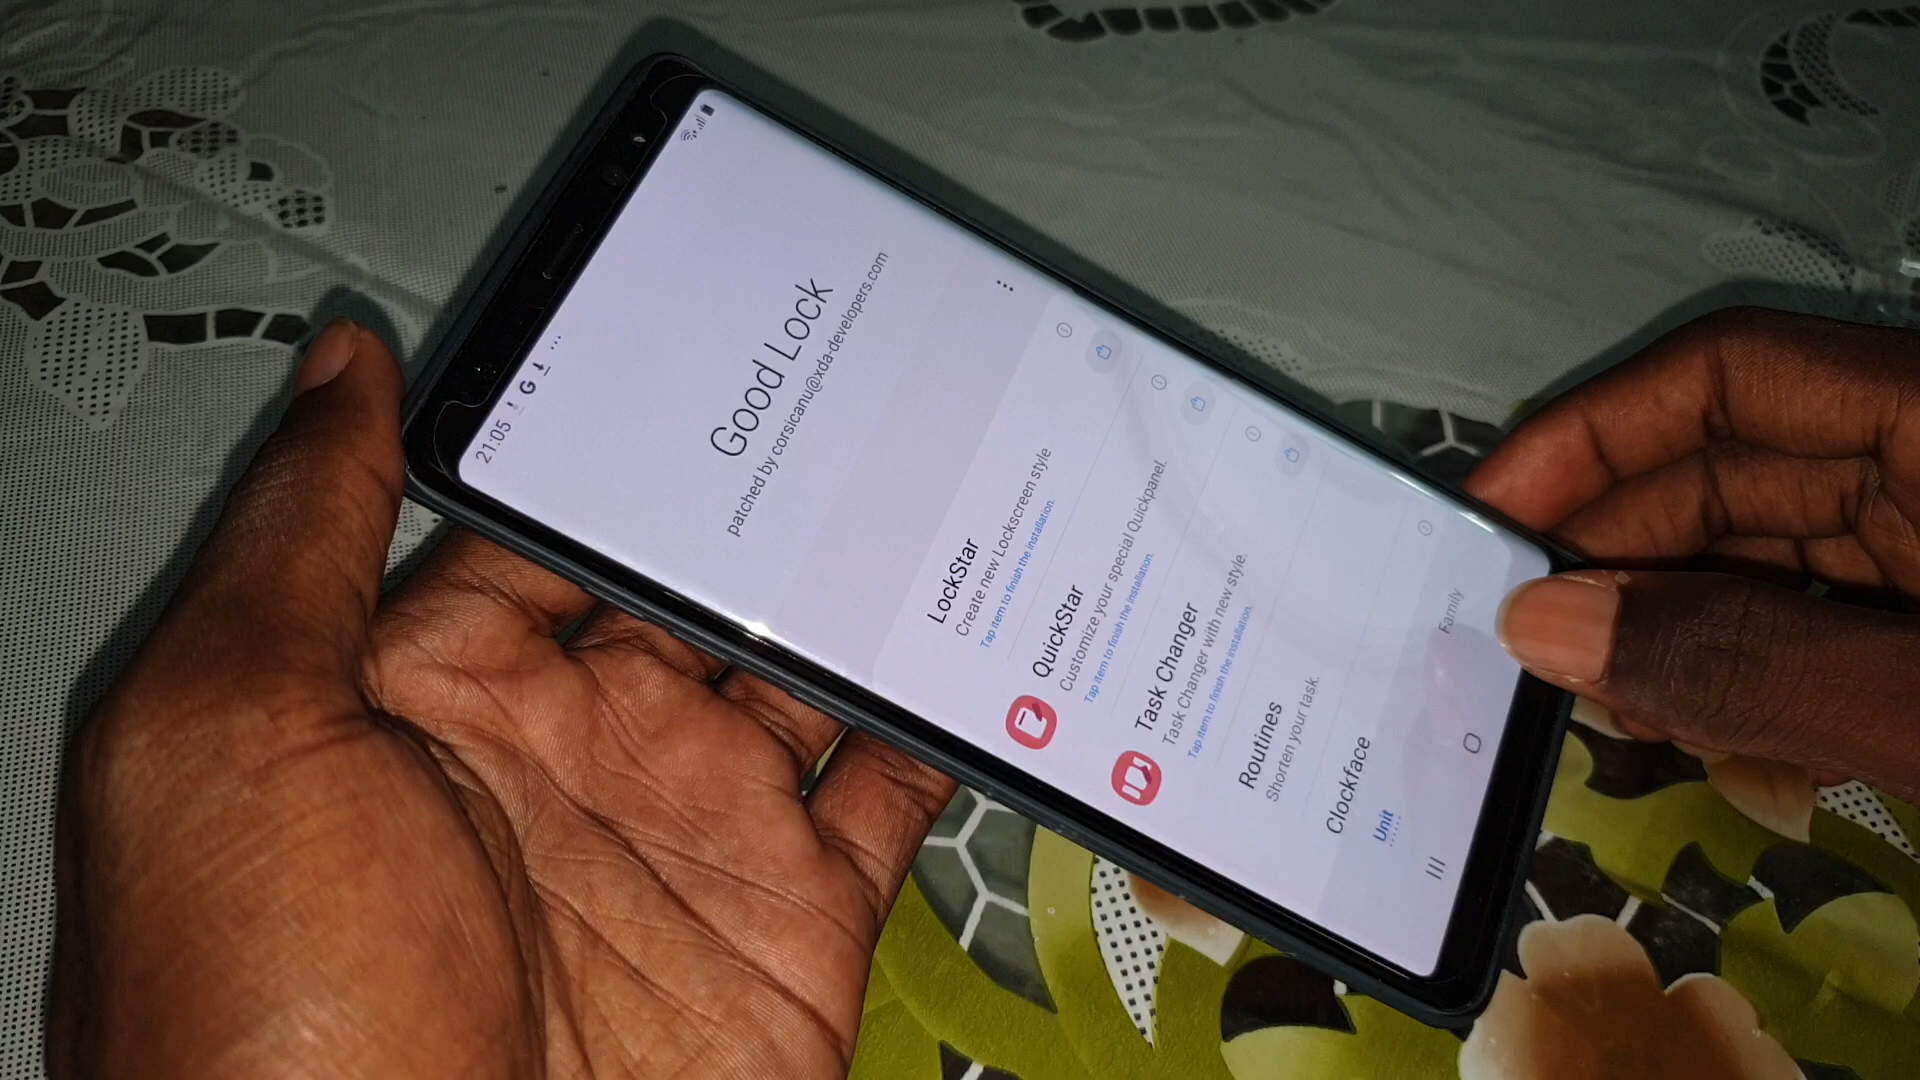 21:05
G
Good Lock
patched by corsicanu@xda-developers.com
LockStar
Create new Lockscreen style
Tap item to finish the installation.
QuickStar
Customize your special Quickpanel.
Tap item to finish the installation.
Task Changer
Task Changer with new style.
Tap item to finish the installation.
Routines
Shorten your task.
Clockface
Unit
Family